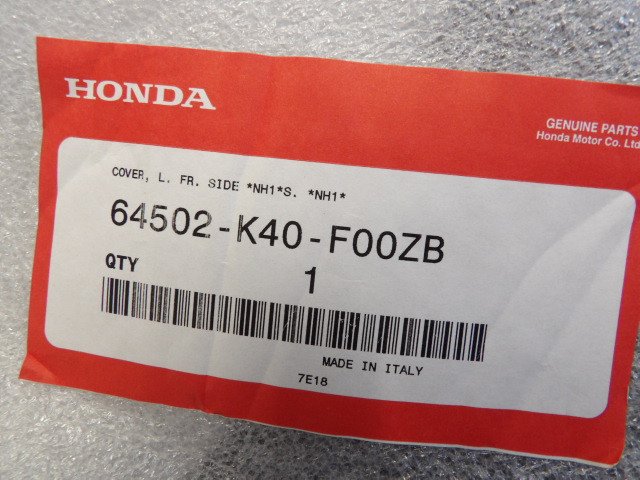 HONDA
GENUINE PARTS
Honda Motor Co. Ltd.
COVER, L. FR. SIDE *NH1*S. *NH1*
64502-K40-F00ZB
QTY 1
MADE IN ITALY
7E18